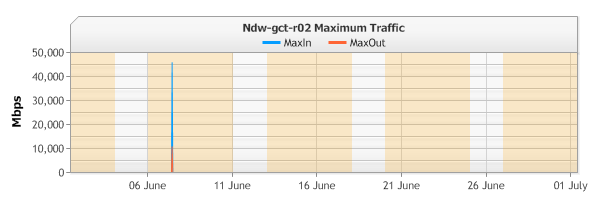 Ndw-gct-r02 Maximum Traffic
MaxIn MaxOut
Mbps
50,000
40,000
30,000
20,000
10,000
0
06 June 11 June 16 June 21 June 26 June 01 July